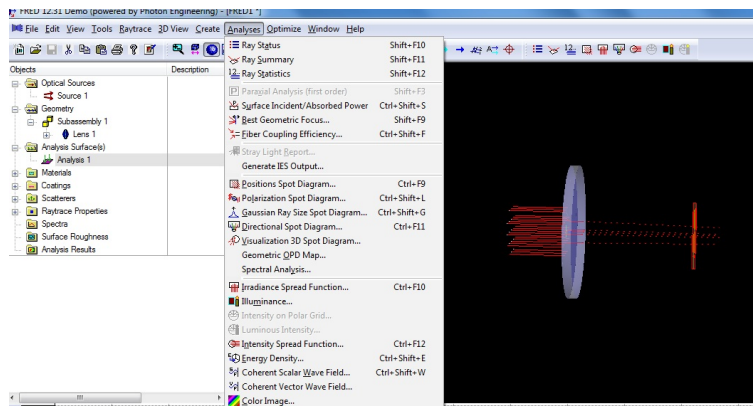 FRED 12.31 Demo (powered by Photon Engineering) - [FRED1 *]
File Edit View Tools Raytrace 3D View Create Analyses Optimize Window Help
Objects
Description
Optical Sources
Source 1
Geometry
Subassembly 1
Lens 1
Analysis Surface(s)
Analysis 1
Materials
Coatings
Scatterers
Raytrace Properties
Spectra
Surface Roughness
Analysis Results
Ray Status Shift+F10
Ray Summary Shift+F11
Ray Statistics Shift+F12
Paraxial Analysis (first order) Shift+F3
Surface Incident/Absorbed Power Ctrl+Shift+S
Best Geometric Focus... Shift+F9
Fiber Coupling Efficiency... Ctrl+Shift+F
Stray Light Report...
Generate IES Output...
Positions Spot Diagram... Ctrl+F9
Polarization Spot Diagram... Ctrl+Shift+L
Gaussian Ray Size Spot Diagram... Ctrl+Shift+G
Directional Spot Diagram... Ctrl+F11
Visualization 3D Spot Diagram...
Geometric OPD Map...
Spectral Analysis...
Irradiance Spread Function... Ctrl+F10
Illuminance...
Intensity on Polar Grid...
Luminous Intensity...
Intensity Spread Function... Ctrl+F12
Energy Density... Ctrl+Shift+E
Coherent Scalar Wave Field... Ctrl+Shift+W
Coherent Vector Wave Field...
Color Image...